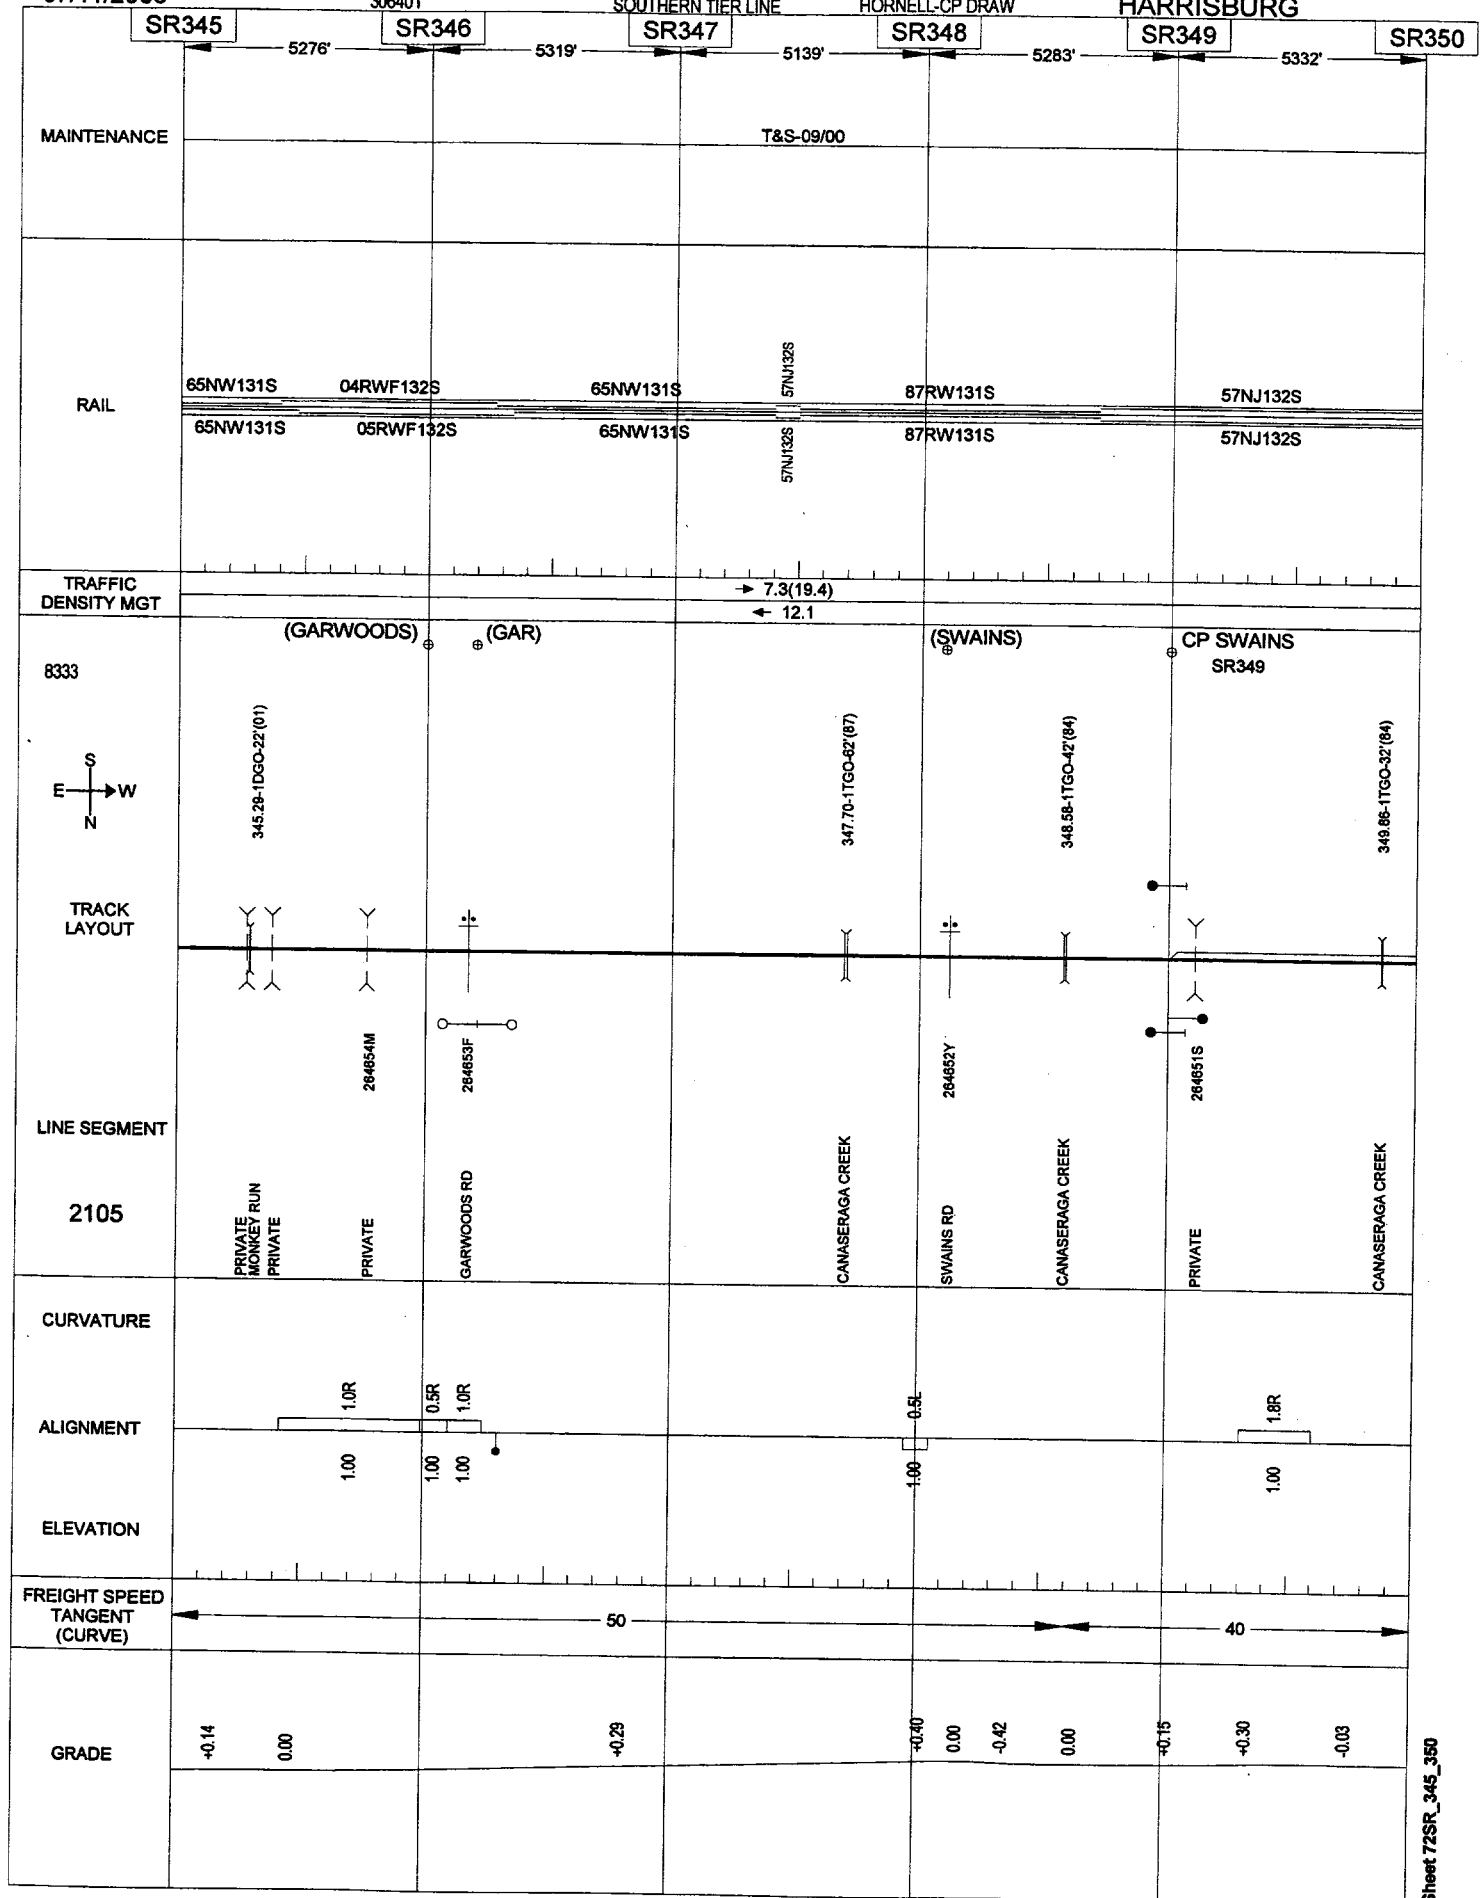 SOUTHERN TIER LINE HORNELL-CP DRAW HARRISBURG
SR345 SR346 SR347 SR348 SR349 SR350
5276' 5319' 5139' 5283' 5332'
MAINTENANCE T&S-09/00
57NJ132S
65NW131S 04RWF132S 65NW131S 87RW131S 57NJ132S
RAIL
65NW131S 05RWF132S 65NW131S 87RW131S 57NJ132S
57NJ132S
TRAFFIC
DENSITY MGT
→ 7.3(19.4)
← 12.1
(GARWOODS) (GAR) (SWAINS) CP SWAINS
SR349
8333
S
E W
N
345.29-1DGO-22'(01)
347.70-1TGO-62'(87)
348.58-1TGO-42'(84)
349.86-1TGO-32'(84)
TRACK
LAYOUT
264654M
264653F
264652Y
264651S
LINE SEGMENT
2105
PRIVATE
MONKEY RUN
PRIVATE
PRIVATE
GARWOODS RD
CANASERAGA CREEK
SWAINS RD
CANASERAGA CREEK
PRIVATE
CANASERAGA CREEK
CURVATURE
1.0R 0.5R 1.0R 0.5L 1.8R
ALIGNMENT
1.00 1.00 1.00 1.00 1.00
ELEVATION
FREIGHT SPEED
TANGENT
(CURVE)
50 40
GRADE
+0.14 0.00 +0.29 +0.40 0.00 -0.42 0.00 +0.15 +0.30 -0.03
Sheet 72SR_345_350